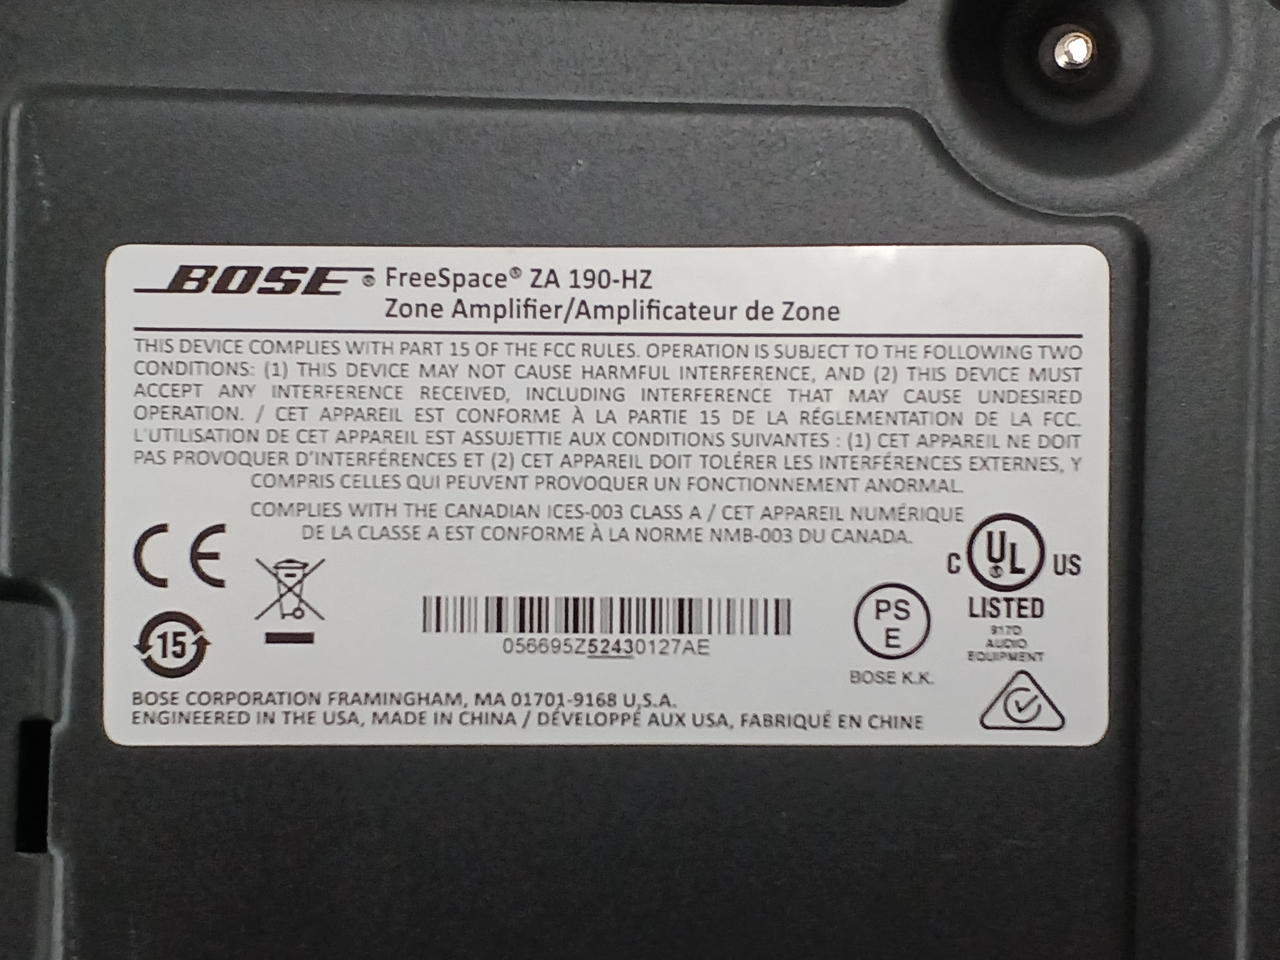 BOSE® FreeSpace® ZA 190-HZ
Zone Amplifier/Amplificateur de Zone
THIS DEVICE COMPLIES WITH PART 15 OF THE FCC RULES. OPERATION IS SUBJECT TO THE FOLLOWING TWO
CONDITIONS: (1) THIS DEVICE MAY NOT CAUSE HARMFUL INTERFERENCE, AND (2) THIS DEVICE MUST
ACCEPT ANY INTERFERENCE RECEIVED, INCLUDING INTERFERENCE THAT MAY CAUSE UNDESIRED
OPERATION. / CET APPAREIL EST CONFORME À LA PARTIE 15 DE LA RÉGLEMENTATION DE LA FCC.
L'UTILISATION DE CET APPAREIL EST ASSUJETTIE AUX CONDITIONS SUIVANTES : (1) CET APPAREIL NE DOIT
PAS PROVOQUER D'INTERFÉRENCES ET (2) CET APPAREIL DOIT TOLÉRER LES INTERFÉRENCES EXTERNES, Y
COMPRIS CELLES QUI PEUVENT PROVOQUER UN FONCTIONNEMENT ANORMAL.
COMPLIES WITH THE CANADIAN ICES-003 CLASS A / CET APPAREIL NUMÉRIQUE
DE LA CLASSE A EST CONFORME À LA NORME NMB-003 DU CANADA.
CE
C UL® US
LISTED
917D
AUDIO
EQUIPMENT
15
056695Z52430127AE
PS
E
BOSE K.K.
BOSE CORPORATION FRAMINGHAM, MA 01701-9168 U.S.A.
ENGINEERED IN THE USA, MADE IN CHINA / DÉVELOPPÉ AUX USA, FABRIQUÉ EN CHINE